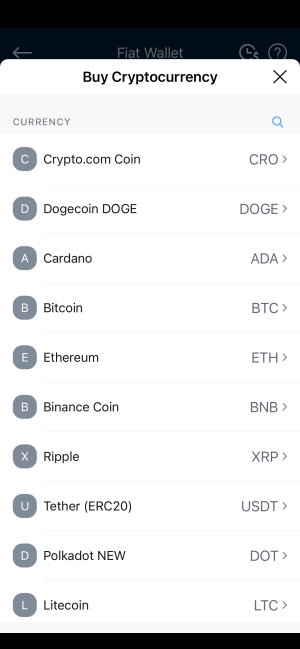 Fiat Wallet
Buy Cryptocurrency
CURRENCY
C Crypto.com Coin CRO
D Dogecoin DOGE DOGE
A Cardano ADA
B Bitcoin BTC
E Ethereum ETH
B Binance Coin BNB
X Ripple XRP
U Tether (ERC20) USDT
D Polkadot NEW DOT
L Litecoin LTC